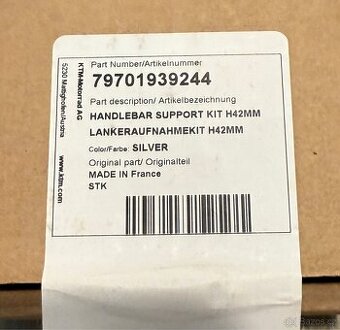 Part Number/Artikelnummer
79701939244
Part description/ Artikelbezeichnung
HANDLEBAR SUPPORT KIT H42MM
LANKERAUFNAHMEKIT H42MM
Color/Farbe: SILVER
Original part/ Originalteil
MADE IN France
STK
KTM-Motorrad AG
5230 Mattighofen/Austria
www.ktm.com